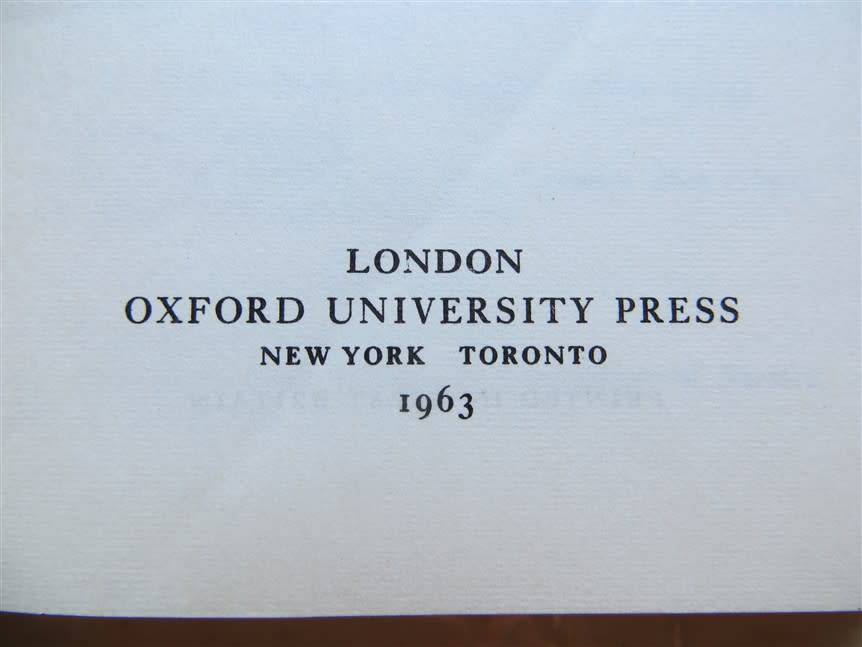 LONDON
OXFORD UNIVERSITY PRESS
NEW YORK TORONTO
1963